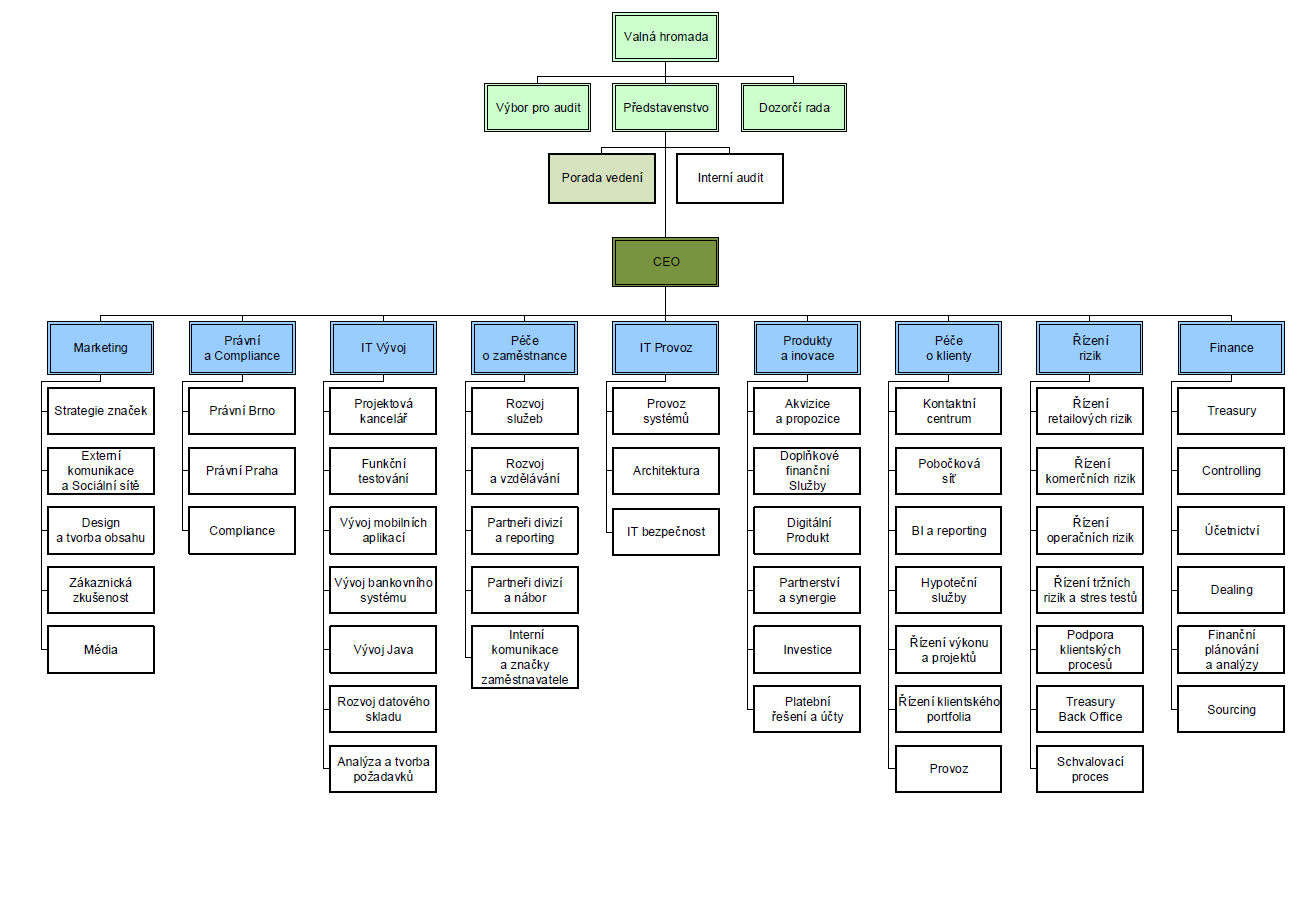 Valná hromada
Výbor pro audit
Představenstvo
Dozorčí rada
Porada vedení
Interní audit
CEO
Marketing
Právní
a Compliance
IT Vývoj
Péče
o zaměstnance
IT Provoz
Produkty
a inovace
Péče
o klienty
Řízení
rizik
Finance
Strategie značek
Externí
komunikace
a Sociální sítě
Design
a tvorba obsahu
Zákaznická
zkušenost
Média
Právní Brno
Právní Praha
Compliance
Projektová
kancelář
Funkční
testování
Vývoj mobilních
aplikací
Vývoj bankovního
systému
Vývoj Java
Rozvoj datového
skladu
Analýza a tvorba
požadavků
Rozvoj
služeb
Rozvoj
a vzdělávání
Partneři divizí
a reporting
Partneři divizí
a nábor
Interní
komunikace
a značky
zaměstnavatele
Provoz
systémů
Architektura
IT bezpečnost
Akvizice
a propozice
Doplňkové
finanční
Služby
Digitální
Produkt
Partnerství
a synergie
Investice
Platební
řešení a účty
Kontaktní
centrum
Pobočková
síť
BI a reporting
Hypoteční
služby
Řízení výkonu
a projektů
Řízení klientského
portfolia
Provoz
Řízení
retailových rizik
Řízení
komerčních rizik
Řízení
operačních rizik
Řízení tržních
rizik a stres testů
Podpora
klientských
procesů
Treasury
Back Office
Schvalovací
proces
Treasury
Controlling
Účetnictví
Dealing
Finanční
plánování
a analýzy
Sourcing